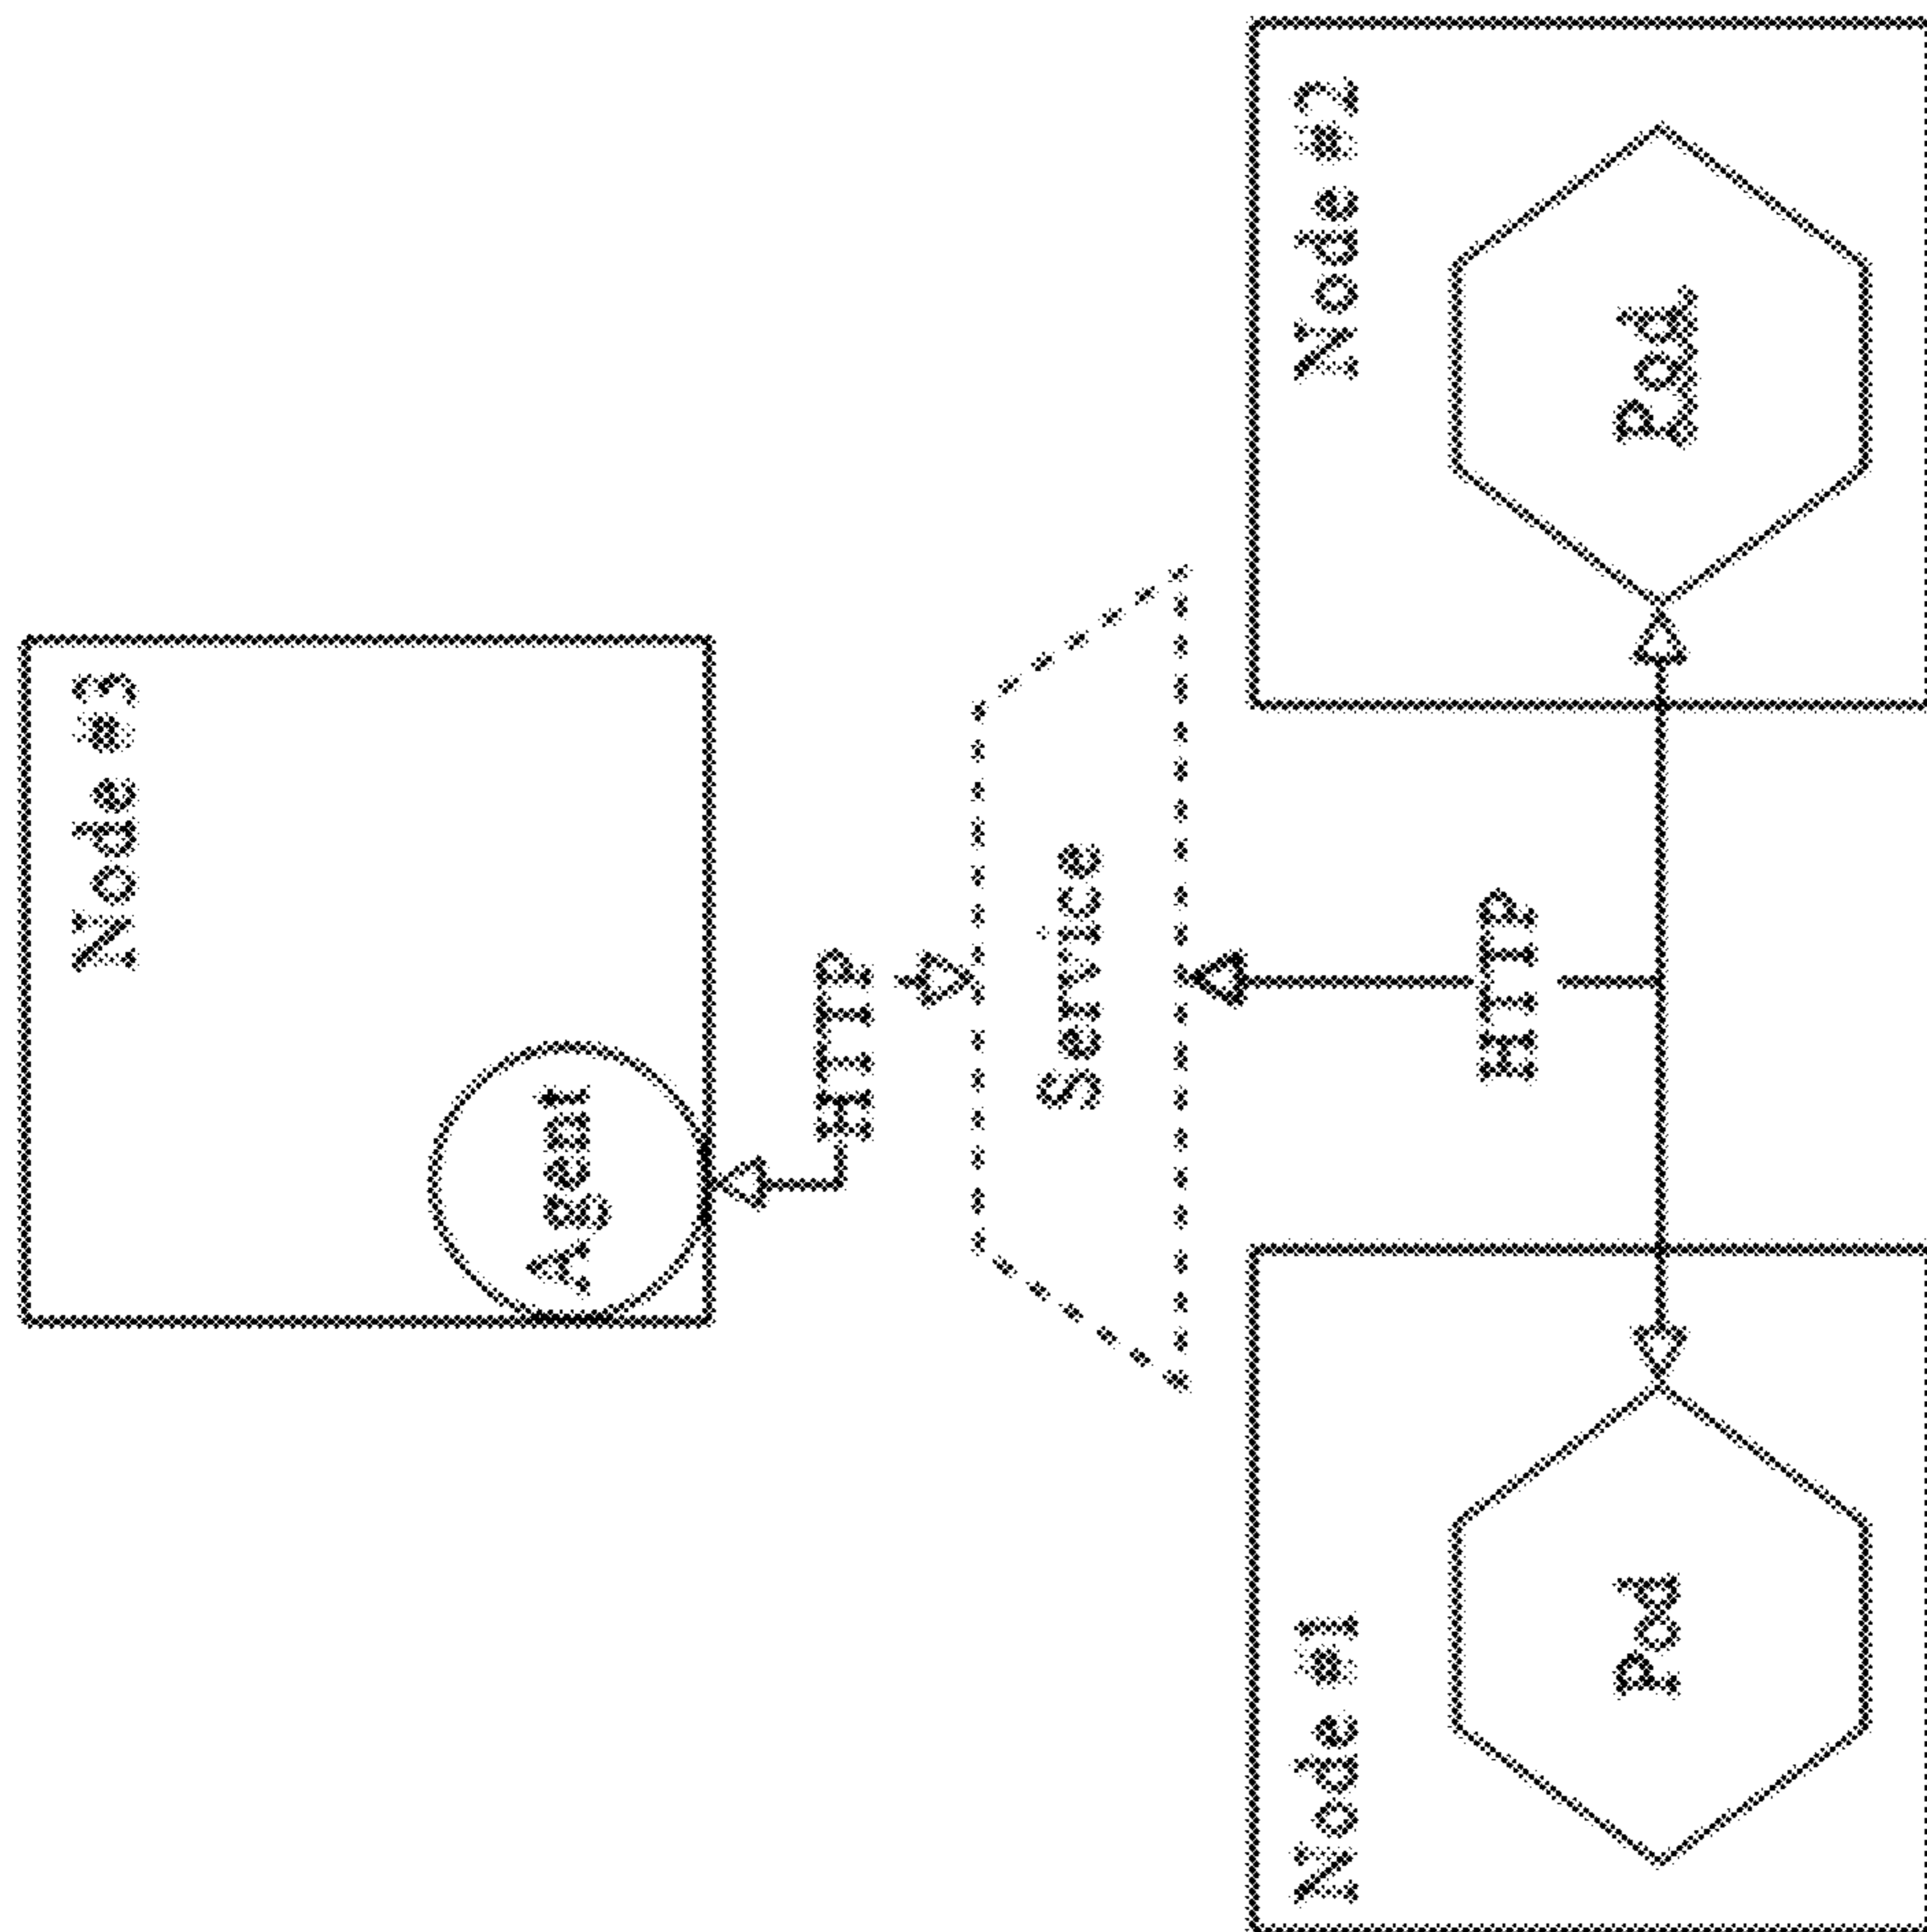 Node #3
Agent
HTTP
Service
HTTP
Node #1
Pod
Node #2
Pod